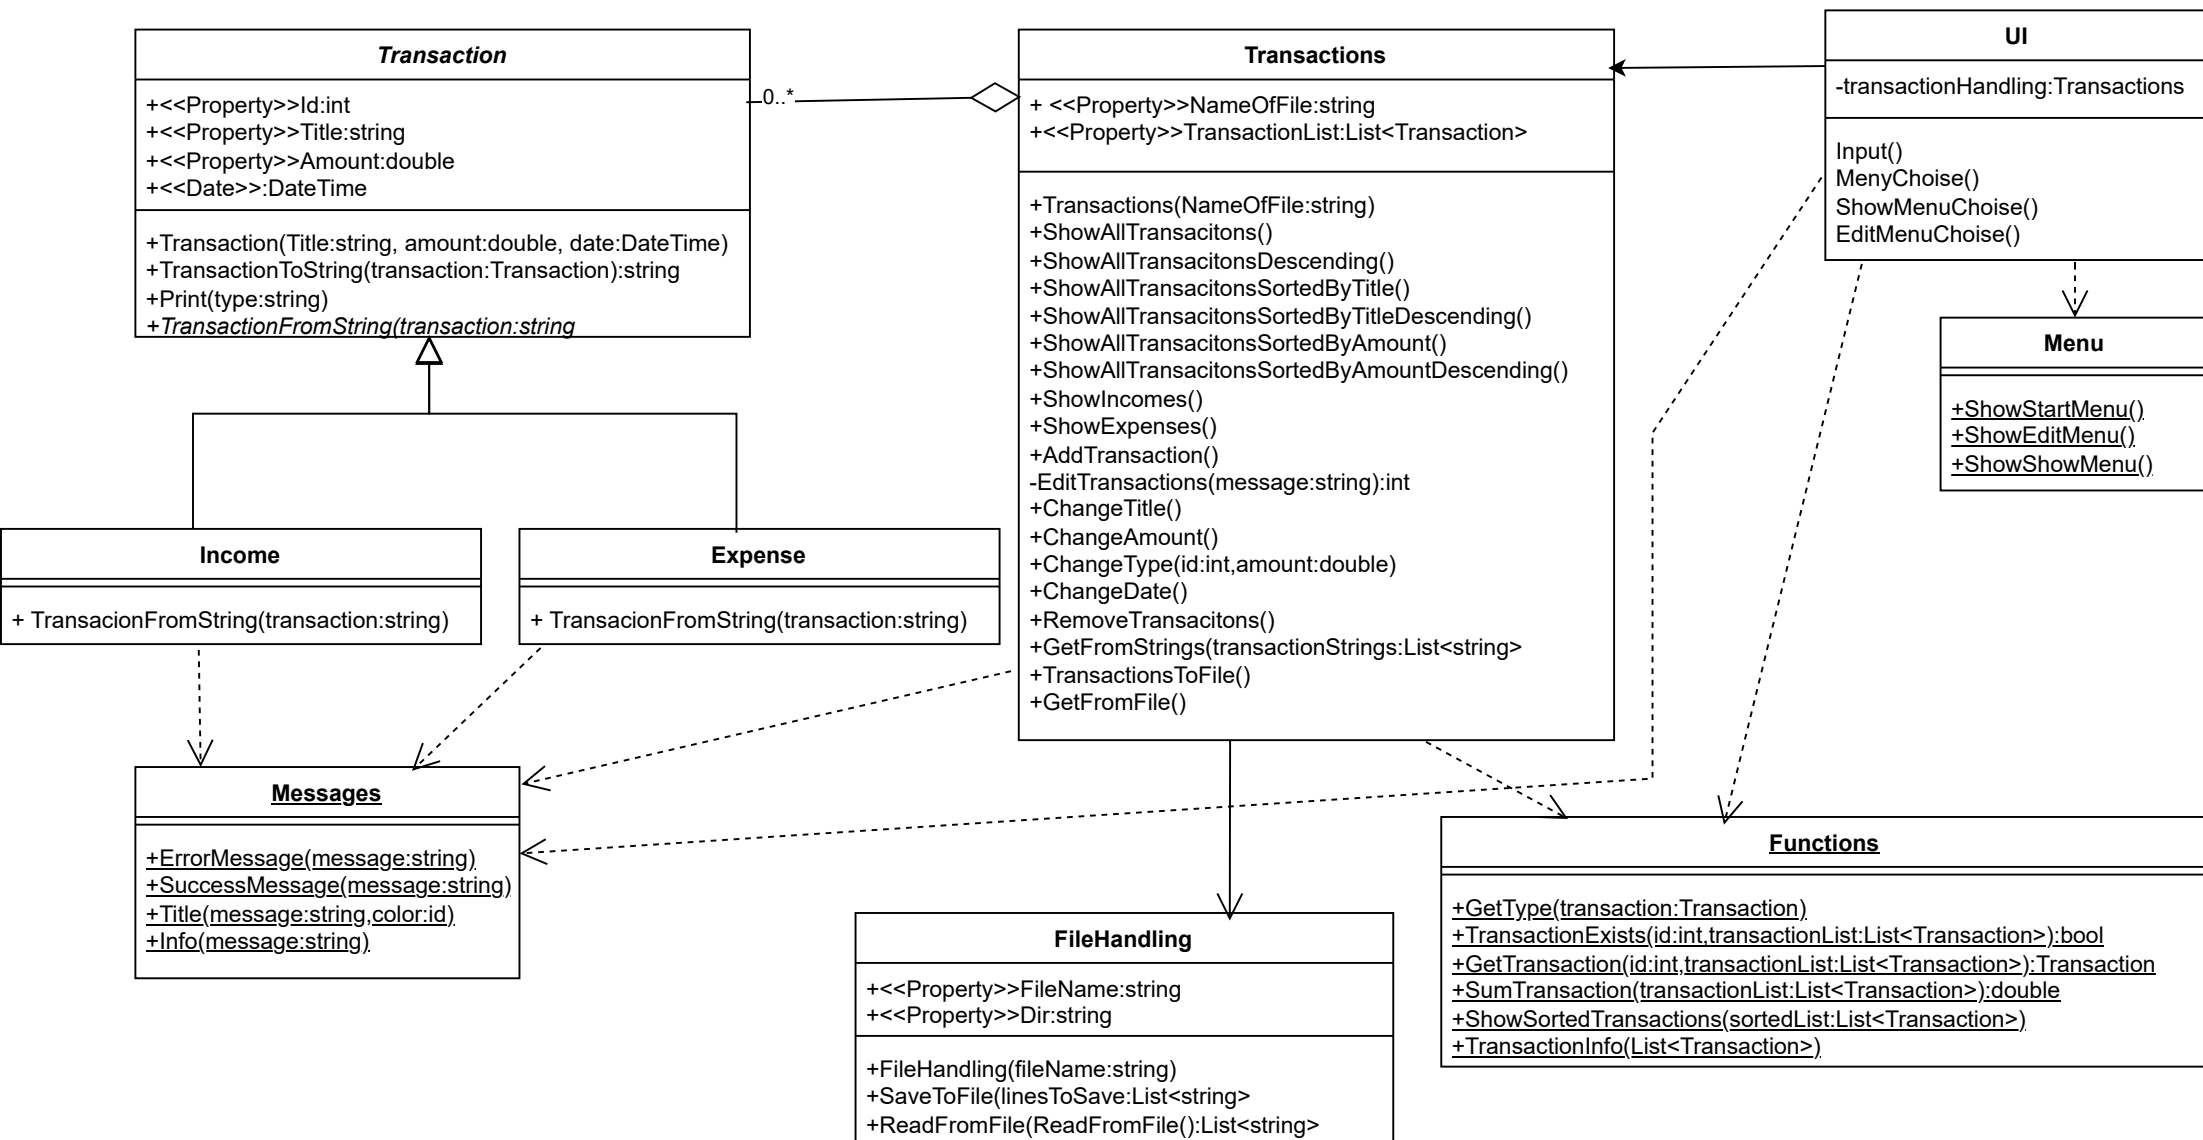 Transaction
+<<Property>>Id:int
+<<Property>>Title:string
+<<Property>>Amount:double
+<<Date>>:DateTime
+Transaction(Title:string, amount:double, date:DateTime)
+TransactionToString(transaction:Transaction):string
+Print(type:string)
+TransactionFromString(transaction:string
0..*
Transactions
+ <<Property>>NameOfFile:string
+<<Property>>TransactionList:List<Transaction>
+Transactions(NameOfFile:string)
+ShowAllTransacitons()
+ShowAllTransacitonsDescending()
+ShowAllTransacitonsSortedByTitle()
+ShowAllTransacitonsSortedByTitleDescending()
+ShowAllTransacitonsSortedByAmount()
+ShowAllTransacitonsSortedByAmountDescending()
+ShowIncomes()
+ShowExpenses()
+AddTransaction()
-EditTransactions(message:string):int
+ChangeTitle()
+ChangeAmount()
+ChangeType(id:int,amount:double)
+ChangeDate()
+RemoveTransacitons()
+GetFromStrings(transactionStrings:List<string>
+TransactionsToFile()
+GetFromFile()
UI
-transactionHandling:Transactions
Input()
MenyChoise()
ShowMenuChoise()
EditMenuChoise()
Menu
+ShowStartMenu()
+ShowEditMenu()
+ShowShowMenu()
Income
+ TransacionFromString(transaction:string)
Expense
+ TransacionFromString(transaction:string)
Messages
+ErrorMessage(message:string)
+SuccessMessage(message:string)
+Title(message:string,color:id)
+Info(message:string)
FileHandling
+<<Property>>FileName:string
+<<Property>>Dir:string
+FileHandling(fileName:string)
+SaveToFile(linesToSave:List<string>
+ReadFromFile(ReadFromFile():List<string>
Functions
+GetType(transaction:Transaction)
+TransactionExists(id:int,transactionList:List<Transaction>):bool
+GetTransaction(id:int,transactionList:List<Transaction>):Transaction
+SumTransaction(transactionList:List<Transaction>):double
+ShowSortedTransactions(sortedList:List<Transaction>)
+TransactionInfo(List<Transaction>)